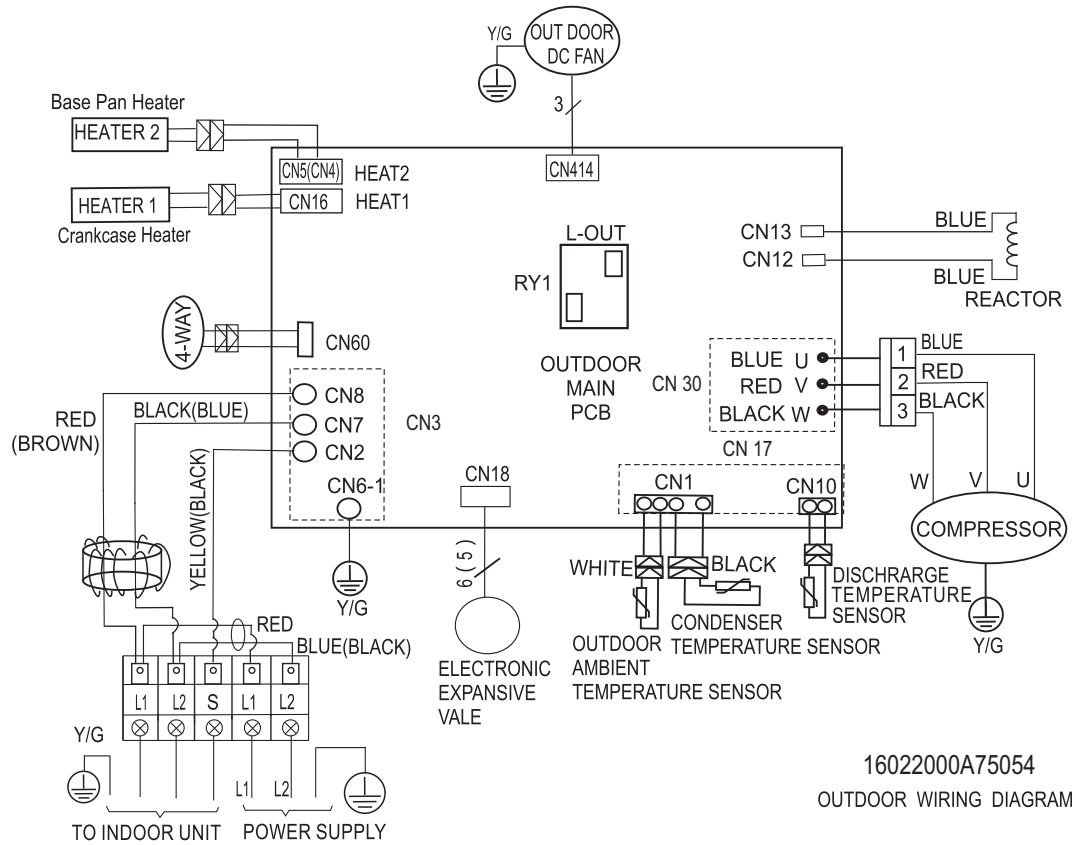 Y/G
OUT DOOR
DC FAN
3
Base Pan Heater
HEATER 2
CN5(CN4)
HEAT2
CN414
HEATER 1
CN16
HEAT1
Crankcase Heater
L-OUT
RY1
CN13
CN12
BLUE
BLUE
REACTOR
4-WAY
CN60
OUTDOOR
MAIN
PCB
CN 30
BLUE U
RED V
BLACK W
1
2
3
BLUE
RED
BLACK
CN 17
RED
(BROWN)
BLACK(BLUE)
YELLOW(BLACK)
CN8
CN7
CN2
CN3
CN6-1
Y/G
CN18
6 ( 5 )
ELECTRONIC
EXPANSIVE
VALE
CN1
CN10
WHITE
BLACK
OUTDOOR
AMBIENT
TEMPERATURE SENSOR
CONDENSER
TEMPERATURE SENSOR
DISCHRARGE
TEMPERATURE
SENSOR
W
V
U
COMPRESSOR
Y/G
RED
BLUE(BLACK)
L1
L2
S
L1
L2
Y/G
L1
L2
TO INDOOR UNIT
POWER SUPPLY
16022000A75054
OUTDOOR WIRING DIAGRAM